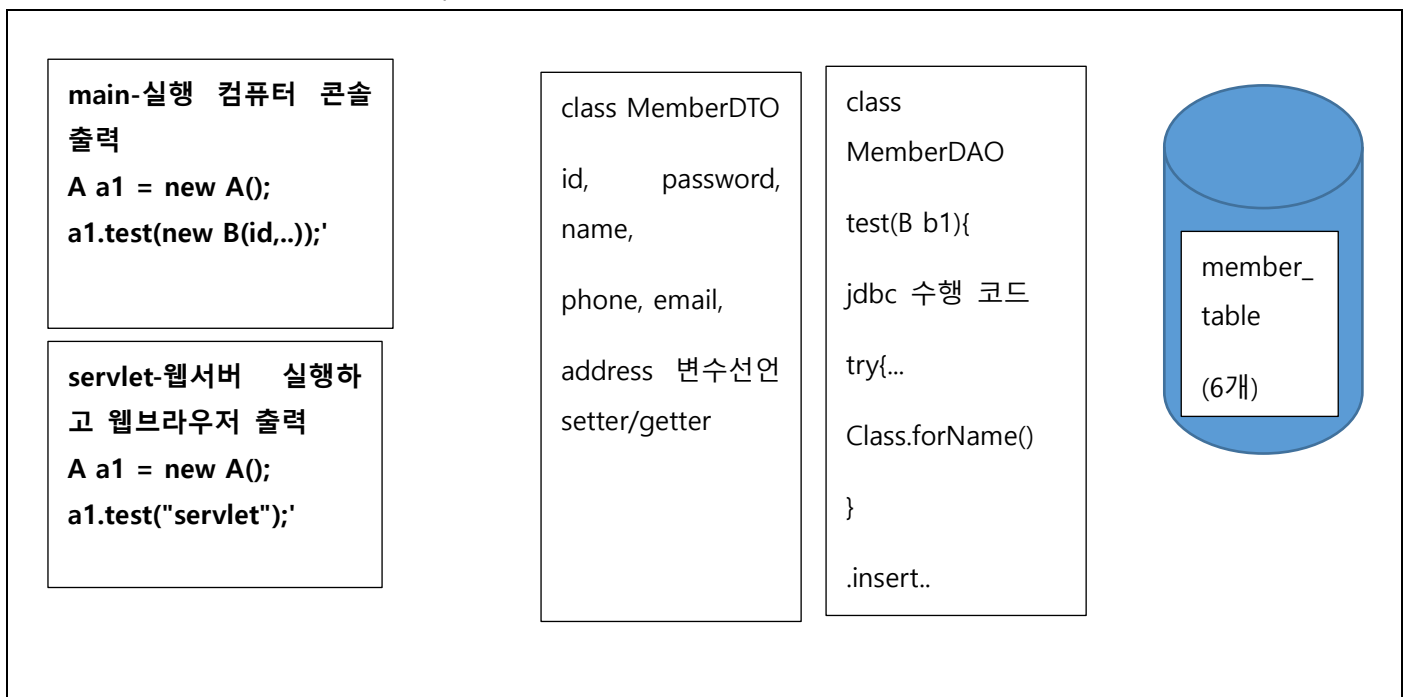 main-실행 컴퓨터 콘솔
출력
A a1 = new A();
a1.test(new B(id,..));'
servlet-웹서버 실행하
고 웹브라우저 출력
A a1 = new A();
a1.test("servlet");'
class MemberDTO
id, password,
name,
phone, email,
address 변수선언
setter/getter
class
MemberDAO
test(B b1){
jdbc 수행 코드
try{...
Class.forName()
}
.insert..
member_
table
(6개)